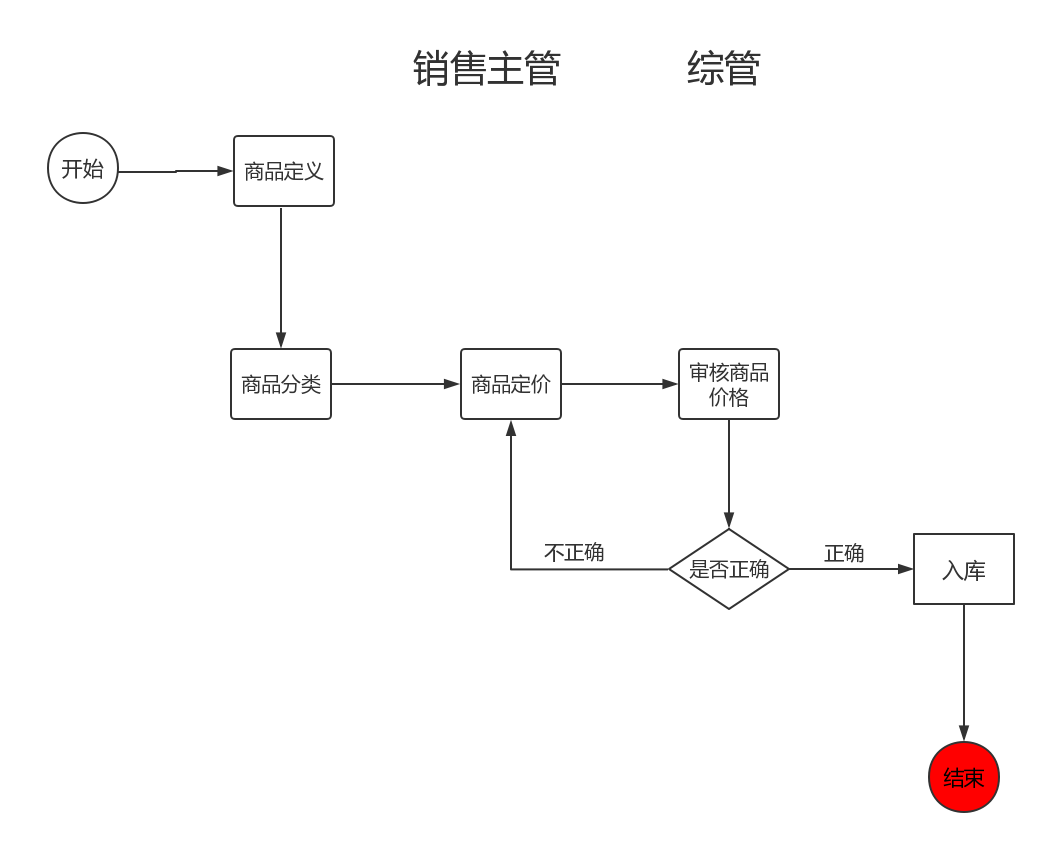 销售主管
综管
开始
商品定义
商品分类
商品定价
审核商品
价格
不正确
是否正确
正确
入库
结束